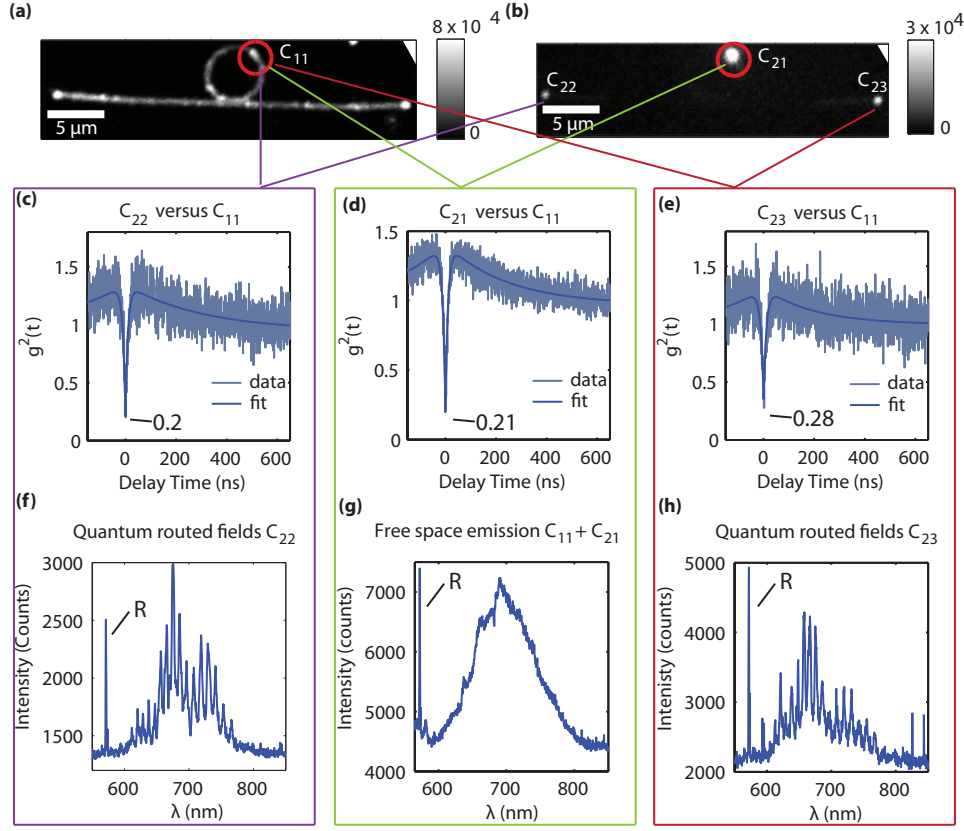 (a)
C11
8 x 10 4
0
5 µm
(b)
C22
C21
C23
3 x 10⁴
0
5 µm
(c)
C22 versus C11
g²(t)
1.5
1
0.5
0
data
fit
0.2
0 200 400 600
Delay Time (ns)
(d)
C21 versus C11
g²(t)
1.5
1.0
0.5
0
data
fit
0.21
0 200 400 600
Delay Time (ns)
(e)
C23 versus C11
g²(t)
1.5
1
0.5
0
data
fit
0.28
0 200 400 600
Delay Time (ns)
(f)
Quantum routed fields C22
Intensity (Counts)
3000
2500
2000
1500
R
600 700 800
λ (nm)
(g)
Free space emission C11 + C21
Intensity (counts)
7000
6000
5000
4000
R
600 700 800
λ (nm)
(h)
Quantum routed fields C23
Intenisty (counts)
5000
4000
3000
2000
R
600 700 800
λ (nm)